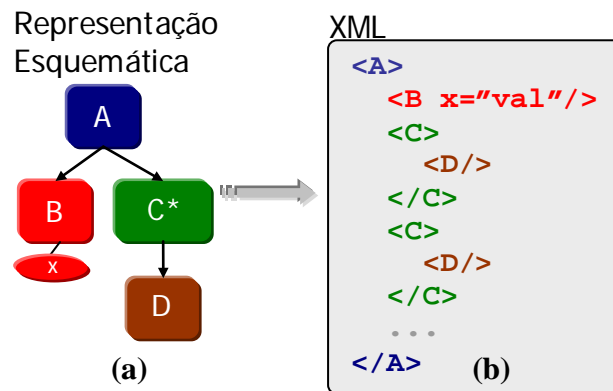 Representação
Esquemática
A
B
C*
x
D
(a)
XML
<A>
<B x=”val”/>
<C>
<D/>
</C>
<C>
<D/>
</C>
...
</A>
(b)